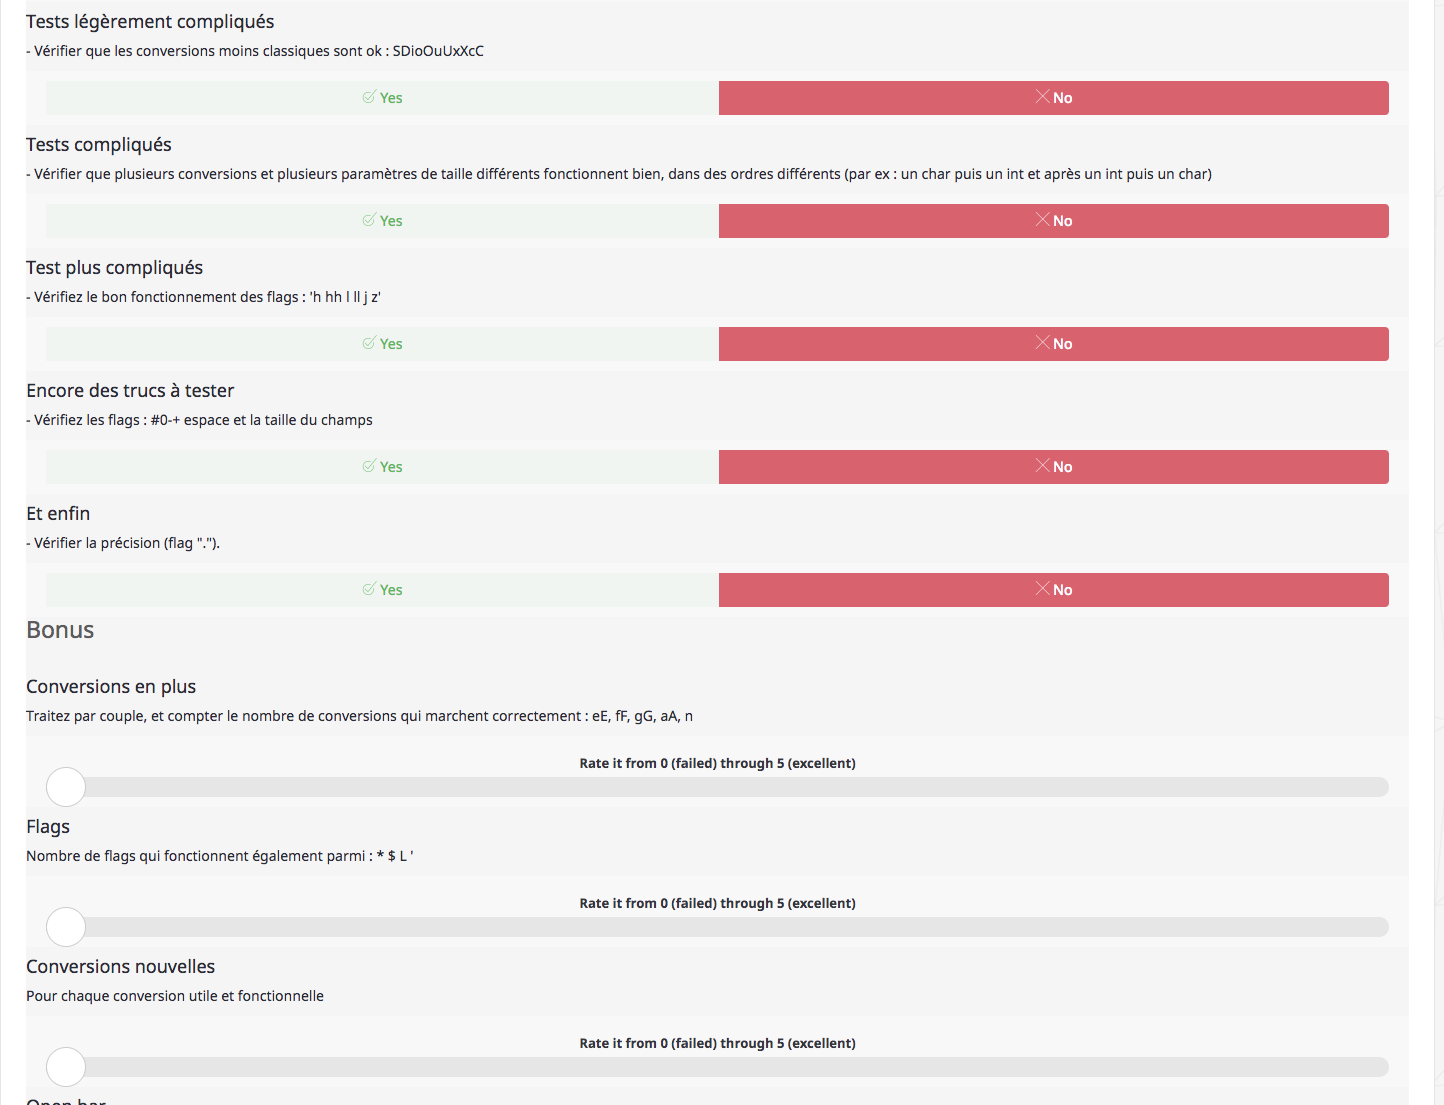 Tests légèrement compliqués
- Vérifier que les conversions moins classiques sont ok : SDioOuUxXcC
Yes
No
Tests compliqués
- Vérifier que plusieurs conversions et plusieurs paramètres de taille différents fonctionnent bien, dans des ordres différents (par ex : un char puis un int et après un int puis un char)
Yes
No
Test plus compliqués
- Vérifiez le bon fonctionnement des flags : 'h hh l ll j z'
Yes
No
Encore des trucs à tester
- Vérifiez les flags : #0-+ espace et la taille du champs
Yes
No
Et enfin
- Vérifier la précision (flag ".").
Yes
No
Bonus
Conversions en plus
Traitez par couple, et compter le nombre de conversions qui marchent correctement : eE, fF, gG, aA, n
Rate it from 0 (failed) through 5 (excellent)
Flags
Nombre de flags qui fonctionnent également parmi : * $ L '
Rate it from 0 (failed) through 5 (excellent)
Conversions nouvelles
Pour chaque conversion utile et fonctionnelle
Rate it from 0 (failed) through 5 (excellent)
Open bar